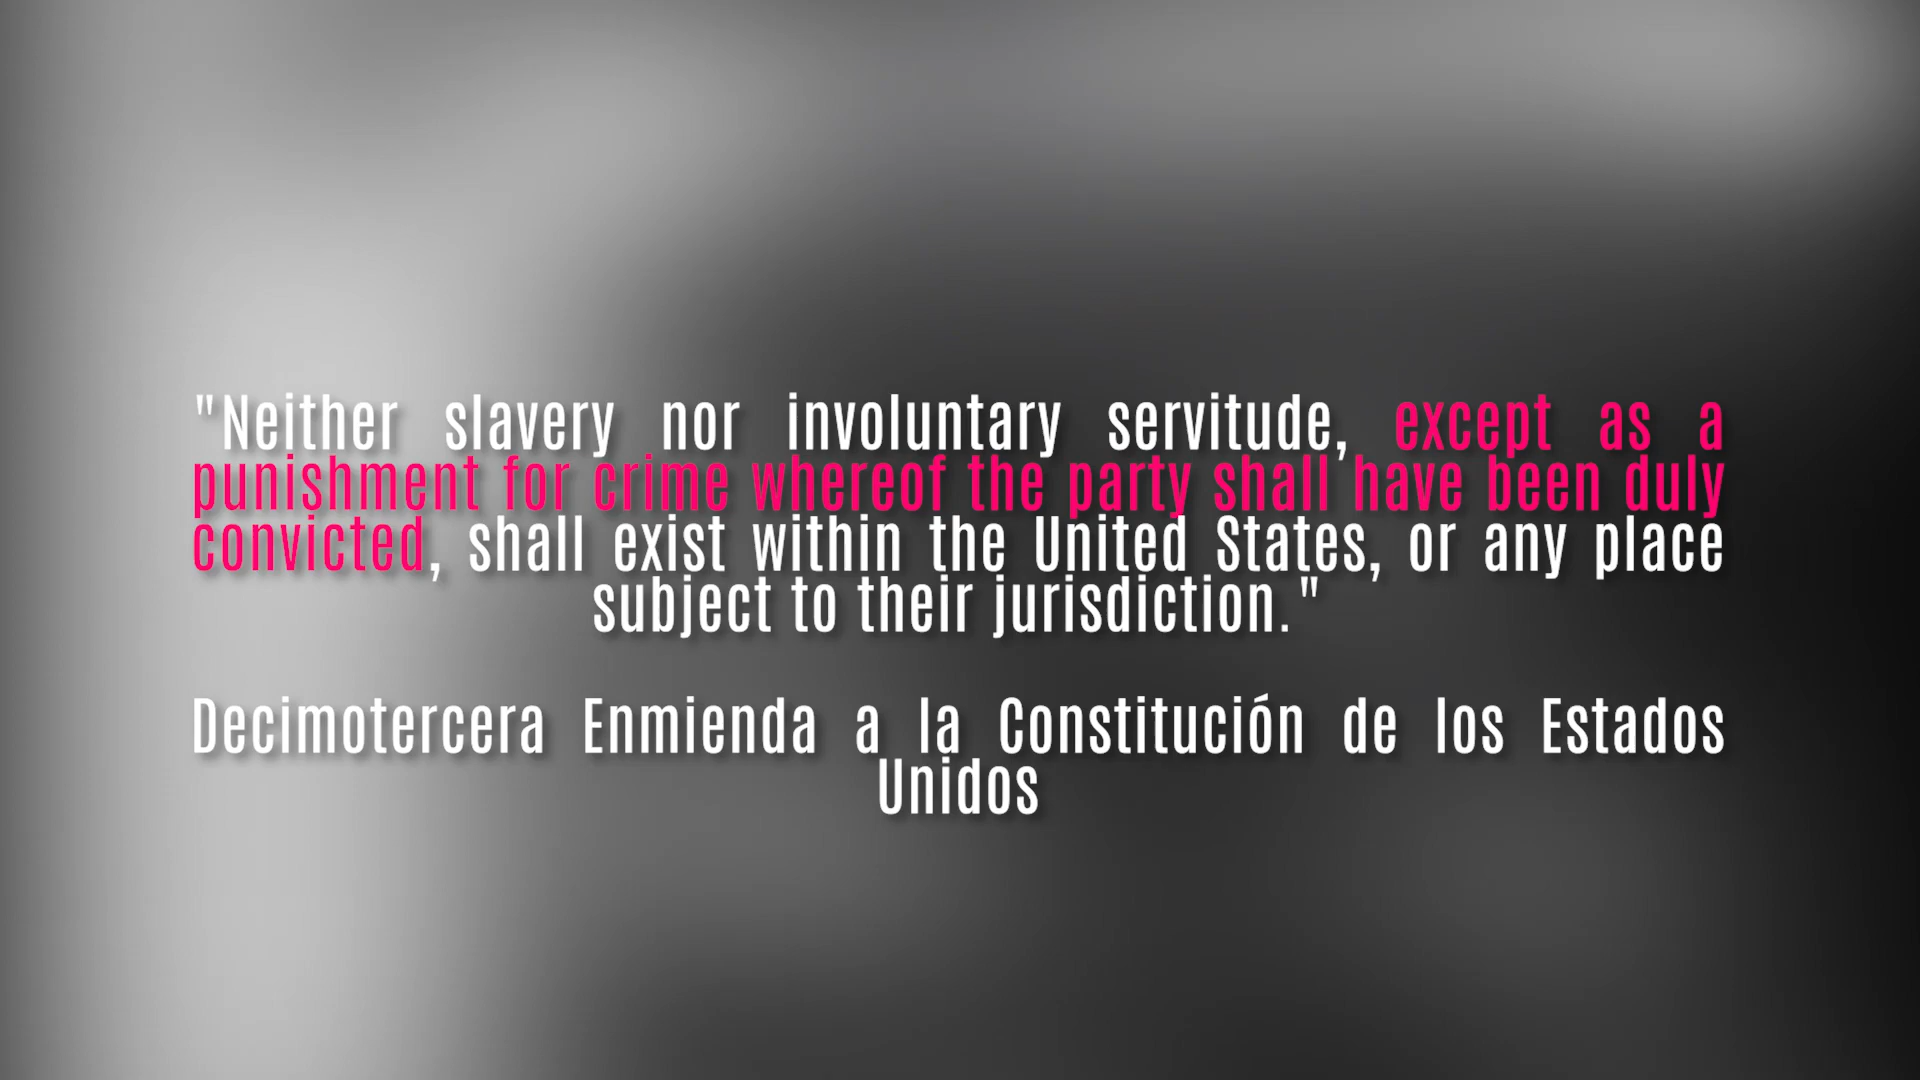 "Neither slavery nor involuntary servitude, except as a
punishment for crime whereof the party shall have been duly
convicted, shall exist within the United States, or any place
subject to their jurisdiction."
Decimotercera Enmienda a la Constitución de los Estados
Unidos